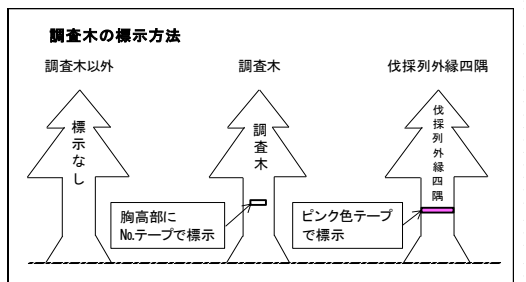 調査木の標示方法
調査木以外
調査木
伐採列外縁四隅
標示なし
調査木
伐採列外縁四隅
胸高部に
№テープで標示
ピンク色テープ
で標示